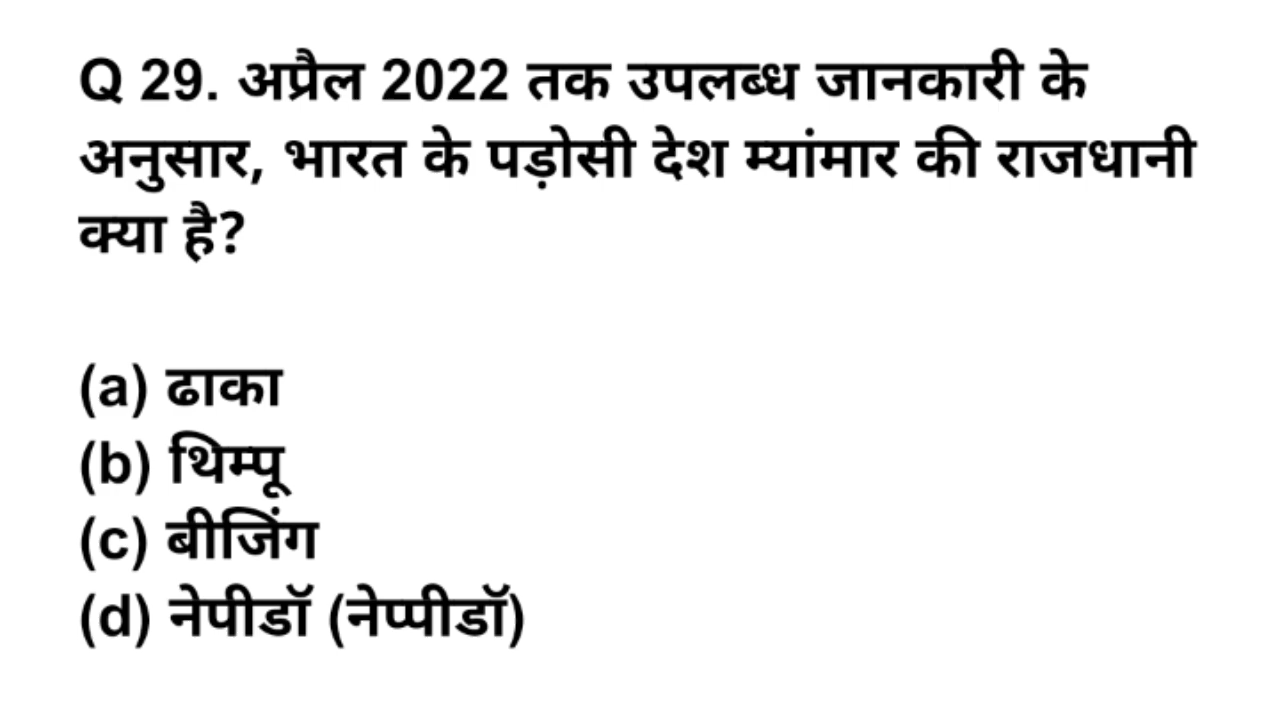 Q 29. अप्रैल 2022 तक उपलब्ध जानकारी के
अनुसार, भारत के पड़ोसी देश म्यांमार की राजधानी
क्या है?
(a) ढाका
(b) थिम्पू
(c) बीजिंग
(d) नेपीडॉ (नेप्पीडॉ)